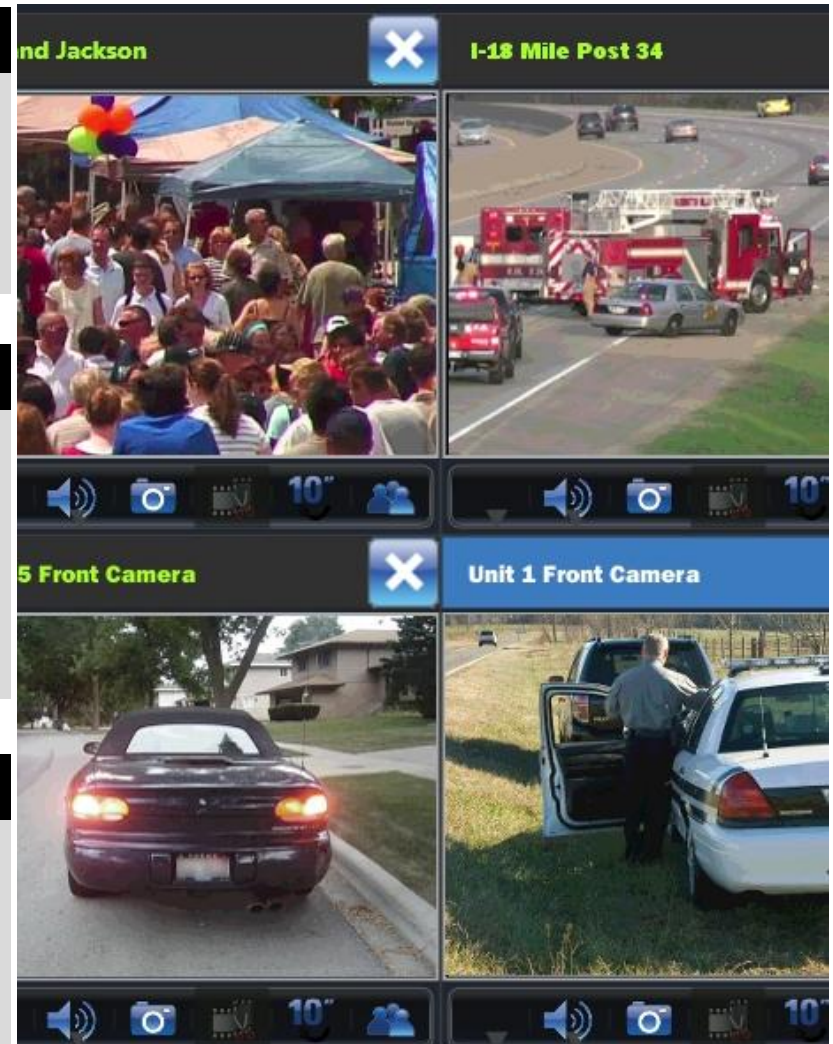 nd Jackson
I-18 Mile Post 34
10"
10"
5 Front Camera
Unit 1 Front Camera
10"
10"